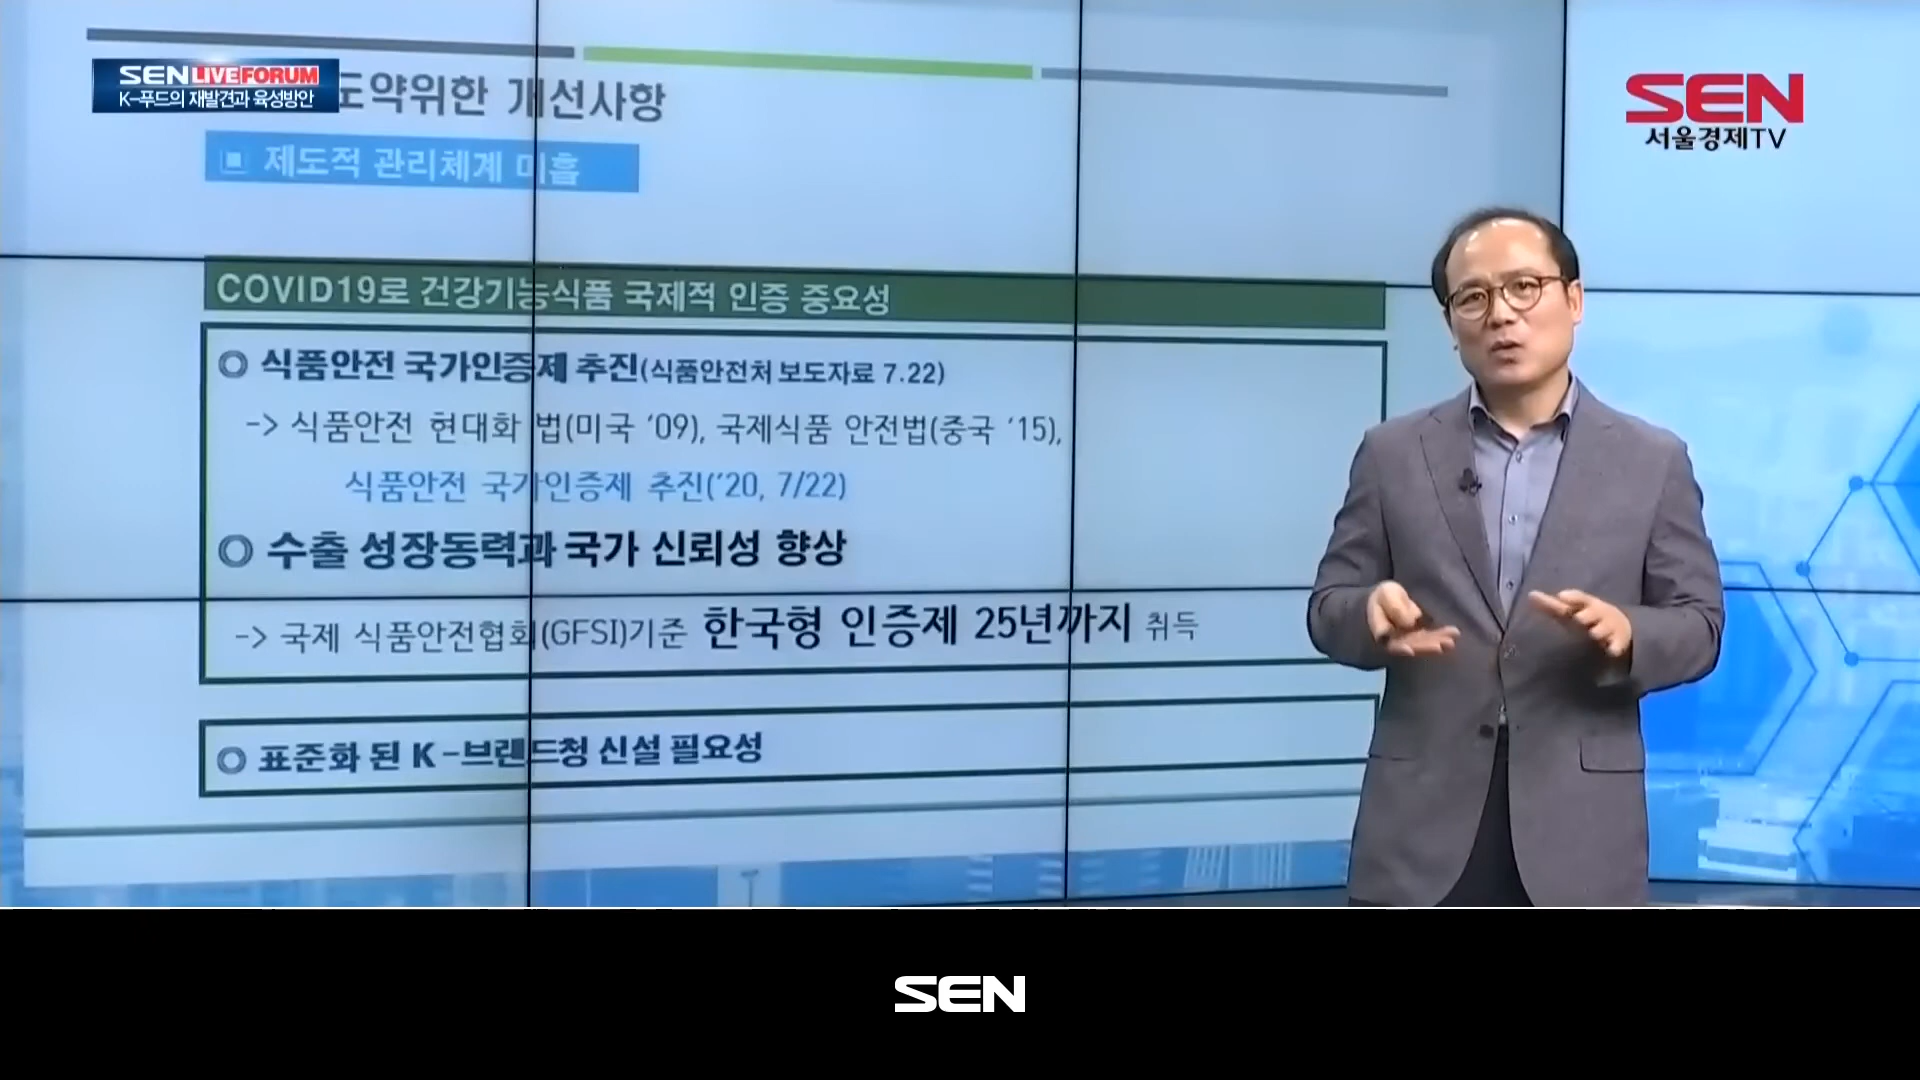 SEN LIVE FORUM
K-푸드의 재발견과 육성방안
도약위한 개선사항
SEN
서울경제TV
▣ 제도적 관리체계 미흡
COVID19로 건강기능식품 국제적 인증 중요성
◎ 식품안전 국가인증제 추진(식품안전처 보도자료 7.22)
-> 식품안전 현대화 법(미국 ‘09), 국제식품 안전법(중국 ‘15),
식품안전 국가인증제 추진(‘20, 7/22)
◎ 수출 성장동력과 국가 신뢰성 향상
-> 국제 식품안전협회(GFSI)기준 한국형 인증제 25년까지 취득
◎ 표준화 된 K-브랜드청 신설 필요성
SEN